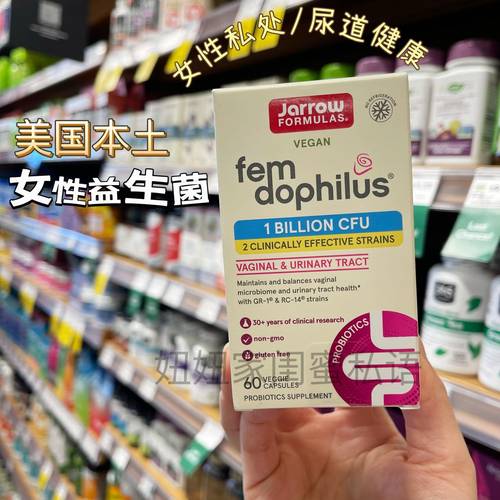 女性私处/尿道健康
美国本土
女性益生菌
Jarrow
FORMULAS®
NO REFRIGERATION
VEGAN
fem
dophilus®
1 BILLION CFU
2 CLINICALLY EFFECTIVE STRAINS
VAGINAL & URINARY TRACT
Maintains and balances vaginal
microbiome and urinary tract health*
with GR-1® & RC-14® strains
30+ years of clinical research
non-gmo
gluten free
PROBIOTICS
妞妞家闺蜜私语
60 VEGGIE
CAPSULES
PROBIOTICS SUPPLEMENT
365